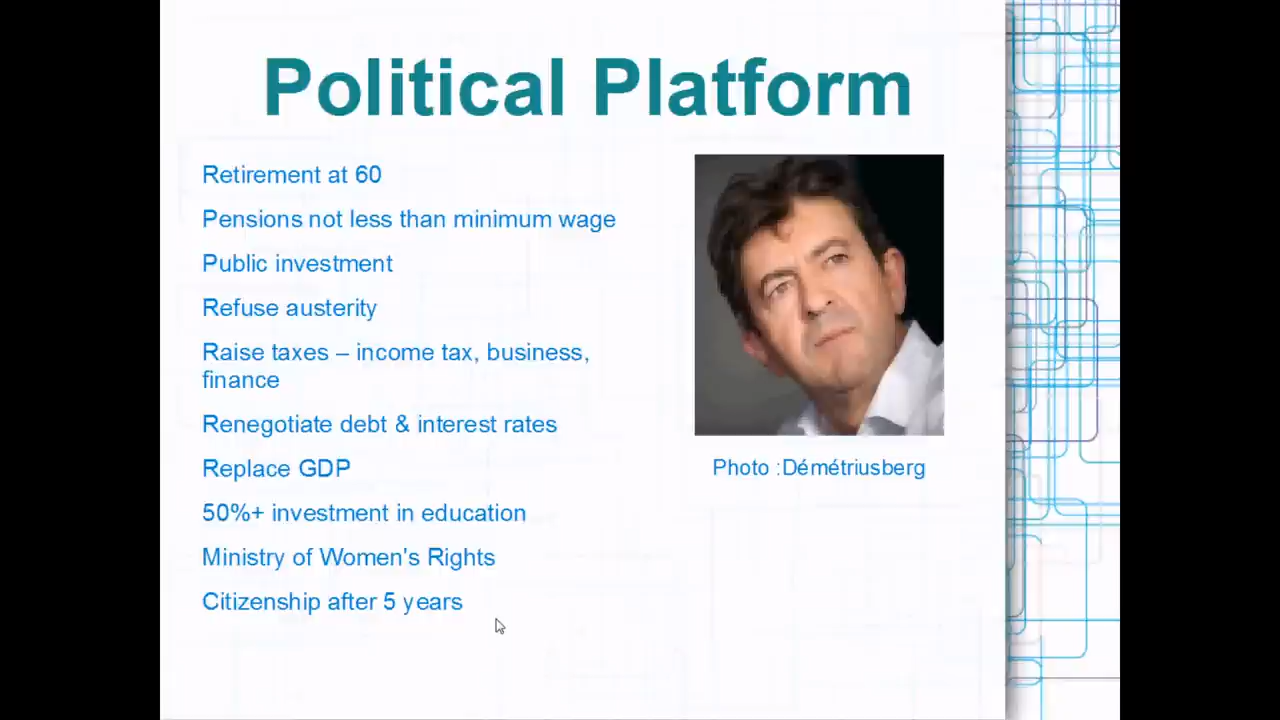 Political Platform
Retirement at 60
Pensions not less than minimum wage
Public investment
Refuse austerity
Raise taxes – income tax, business,
finance
Renegotiate debt & interest rates
Replace GDP
50%+ investment in education
Ministry of Women's Rights
Citizenship after 5 years
Photo :Démétriusberg